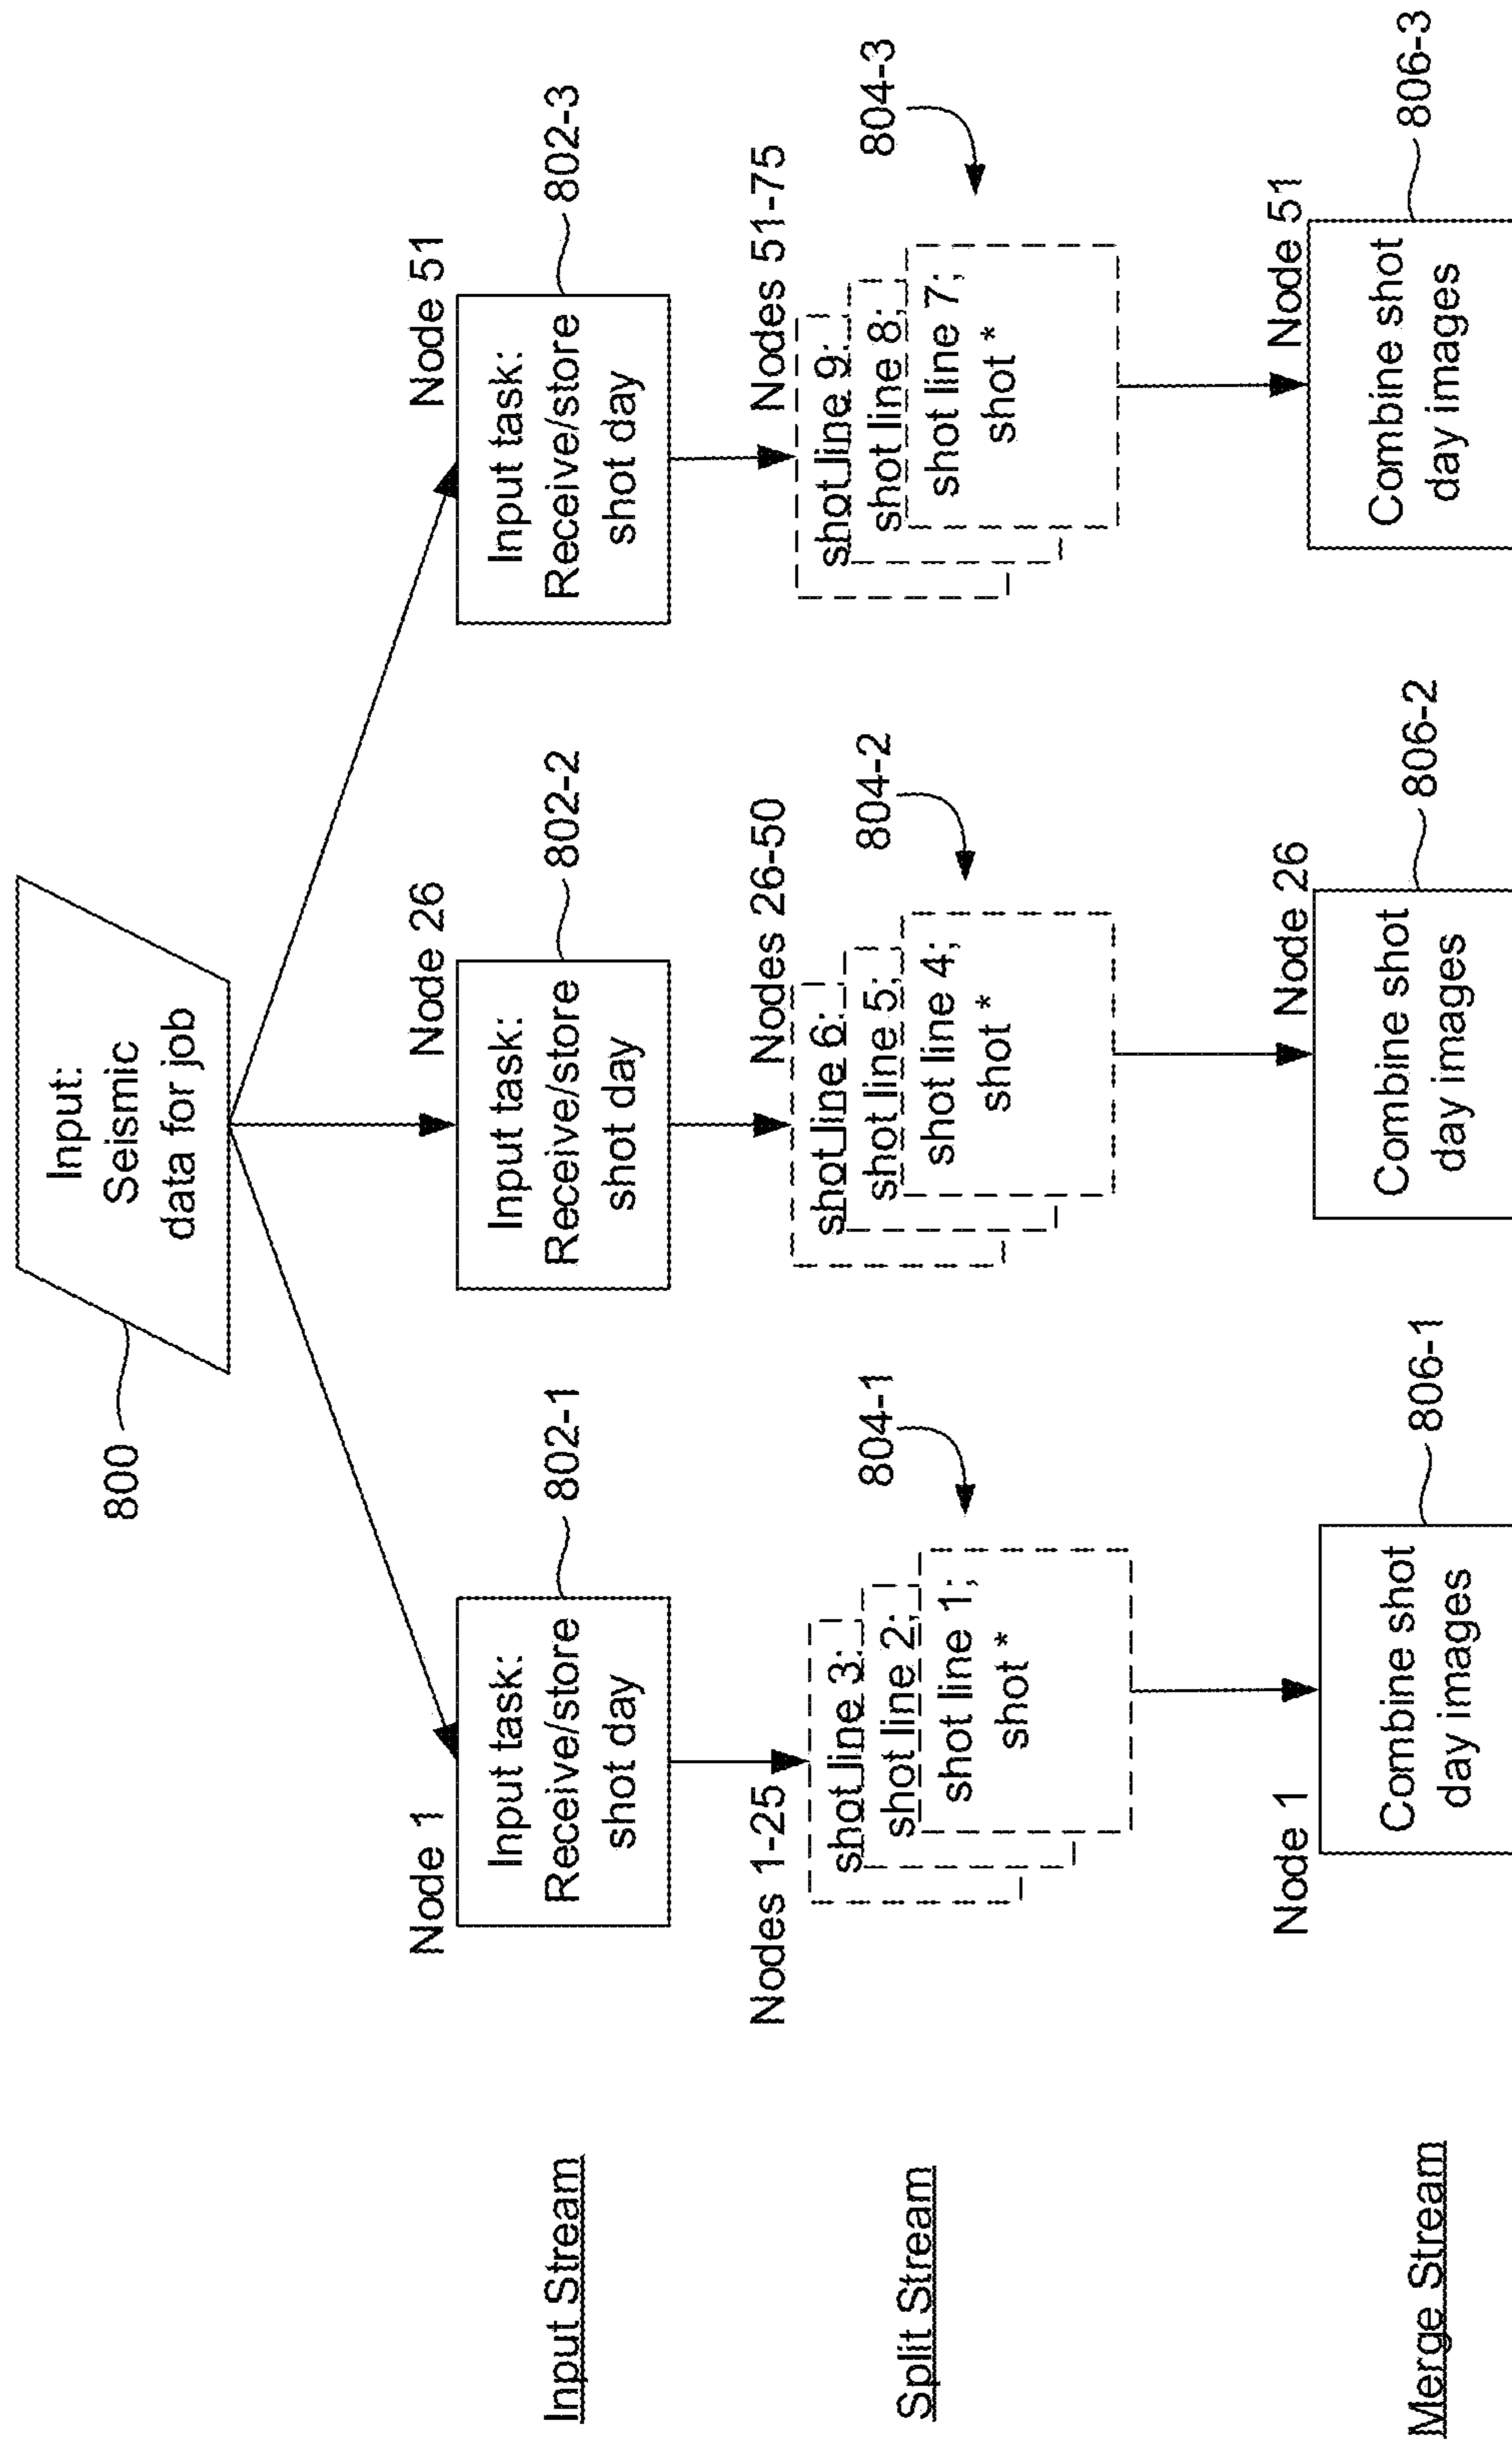 Input:
Seismic
data for job
800
Input Stream
Node 1
Input task:
Receive/store
shot day
802-1
Node 26
Input task:
Receive/store
shot day
802-2
Node 51
Input task:
Receive/store
shot day
802-3
Split Stream
Nodes 1-25
shot line 3;
shot line 2;
shot line 1;
shot *
804-1
Nodes 26-50
shot line 6;
shot line 5;
shot line 4;
shot *
804-2
Nodes 51-75
shot line 9;
shot line 8;
shot line 7;
shot *
804-3
Merge Stream
Node 1
Combine shot
day images
806-1
Node 26
Combine shot
day images
806-2
Node 51
Combine shot
day images
806-3